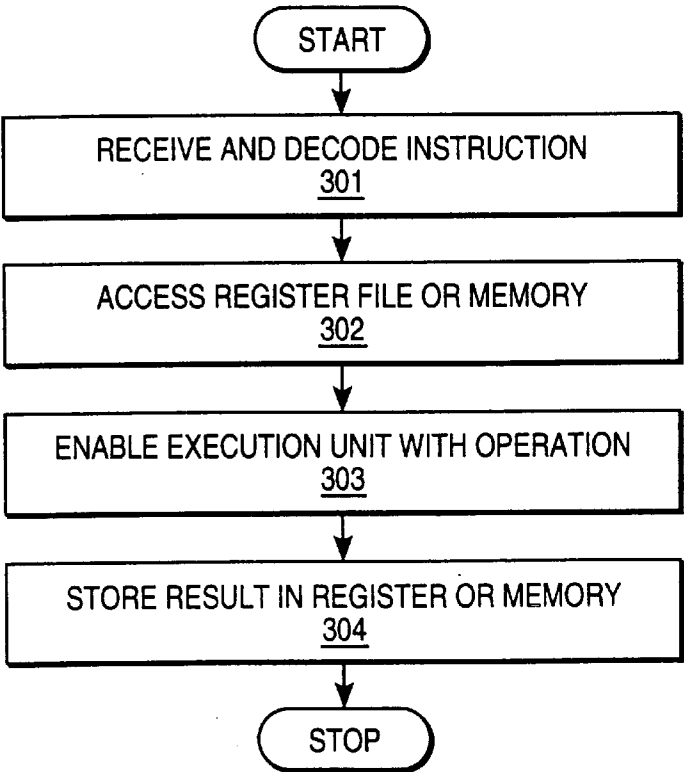 START
RECEIVE AND DECODE INSTRUCTION
301
ACCESS REGISTER FILE OR MEMORY
302
ENABLE EXECUTION UNIT WITH OPERATION
303
STORE RESULT IN REGISTER OR MEMORY
304
STOP